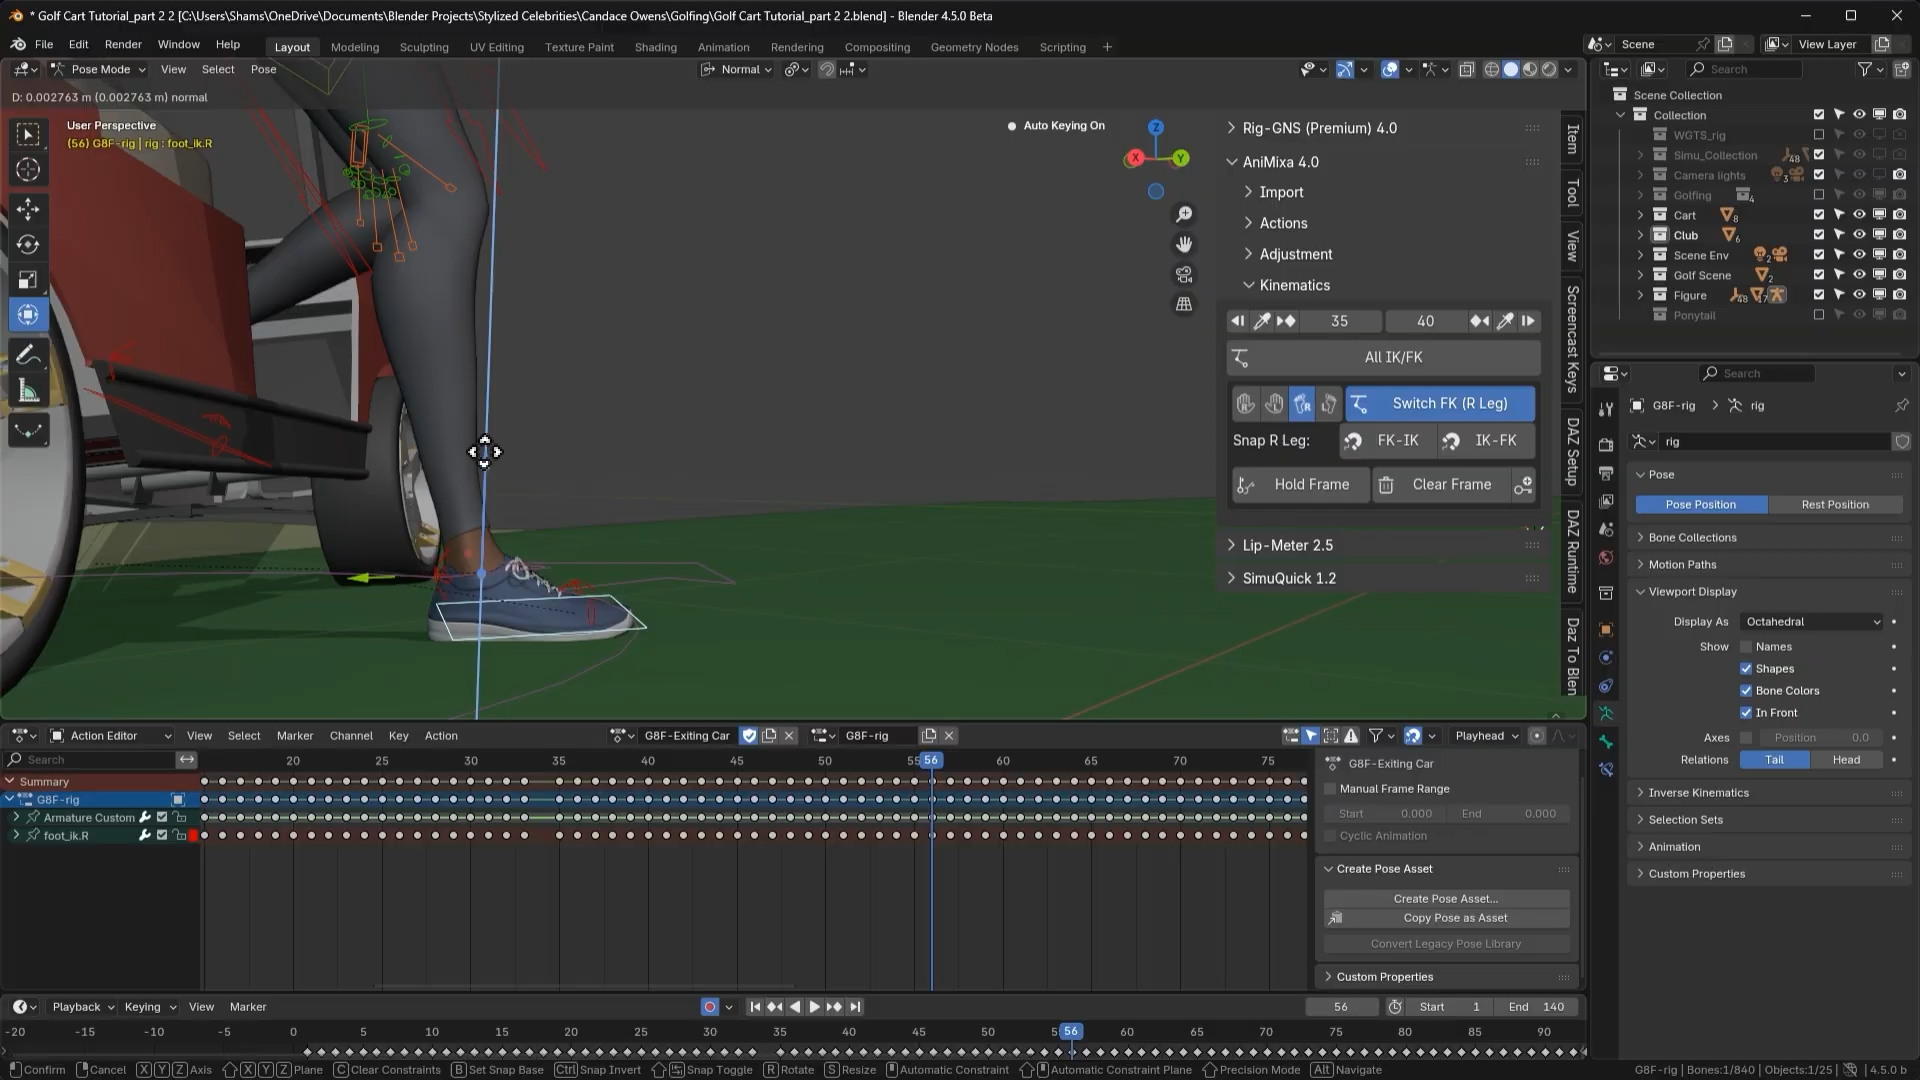 * Golf Cart Tutorial_part 2 2 [C:\Users\Shams\OneDrive\Documents\Blender Projects\Stylized Celebrities\Candace Owens\Golfing\Golf Cart Tutorial_part 2 2.blend] - Blender 4.5.0 Beta
File Edit Render Window Help Layout Modeling Sculpting UV Editing Texture Paint Shading Animation Rendering Compositing Geometry Nodes Scripting + Scene View Layer
Pose Mode View Select Pose Normal Search
D: 0.002763 m (0.002763 m) normal
User Perspective
(56) G8F-rig | rig : foot_ik.R
Auto Keying On
Z
X
Y
Rig-GNS (Premium) 4.0
AniMixa 4.0
Import
Actions
Adjustment
Kinematics
35 40
All IK/FK
Switch FK (R Leg)
Snap R Leg: FK-IK IK-FK
Hold Frame Clear Frame
Lip-Meter 2.5
SimuQuick 1.2
Item
Tool
View
Screencast Keys
DAZ Setup
DAZ Runtime
Daz To Blen
Scene Collection
Collection
WGTS_rig
Simu_Collection 48
Camera lights 3
Golfing 4
Cart 8
Club 6
Scene Env 2
Golf Scene 2
Figure 48 17
Ponytail
Search
G8F-rig > rig
rig
Pose
Pose Position Rest Position
Bone Collections
Motion Paths
Viewport Display
Display As Octahedral
Show Names
Shapes
Bone Colors
In Front
Axes Position 0.0
Relations Tail Head
Inverse Kinematics
Selection Sets
Animation
Custom Properties
Action Editor View Select Marker Channel Key Action G8F-Exiting Car G8F-rig Playhead
Search 20 25 30 35 40 45 50 55 56 60 65 70 75
Summary
G8F-rig
Armature Custom
foot_ik.R
G8F-Exiting Car
Manual Frame Range
Start 0.000 End 0.000
Cyclic Animation
Create Pose Asset
Create Pose Asset...
Copy Pose as Asset
Convert Legacy Pose Library
Custom Properties
Playback Keying View Marker 56 Start 1 End 140
-20 -15 -10 -5 0 5 10 15 20 25 30 35 40 45 50 5 56 60 65 70 75 80 85 90
Confirm Cancel X Y Z Axis X Y Z Plane C Clear Constraints B Set Snap Base Ctrl Snap Invert Snap Toggle R Rotate S Resize Automatic Constraint Automatic Constraint Plane Precision Mode Alt Navigate G8F-rig | Bones:1/840 | Objects:1/25 | 4.5.0 b